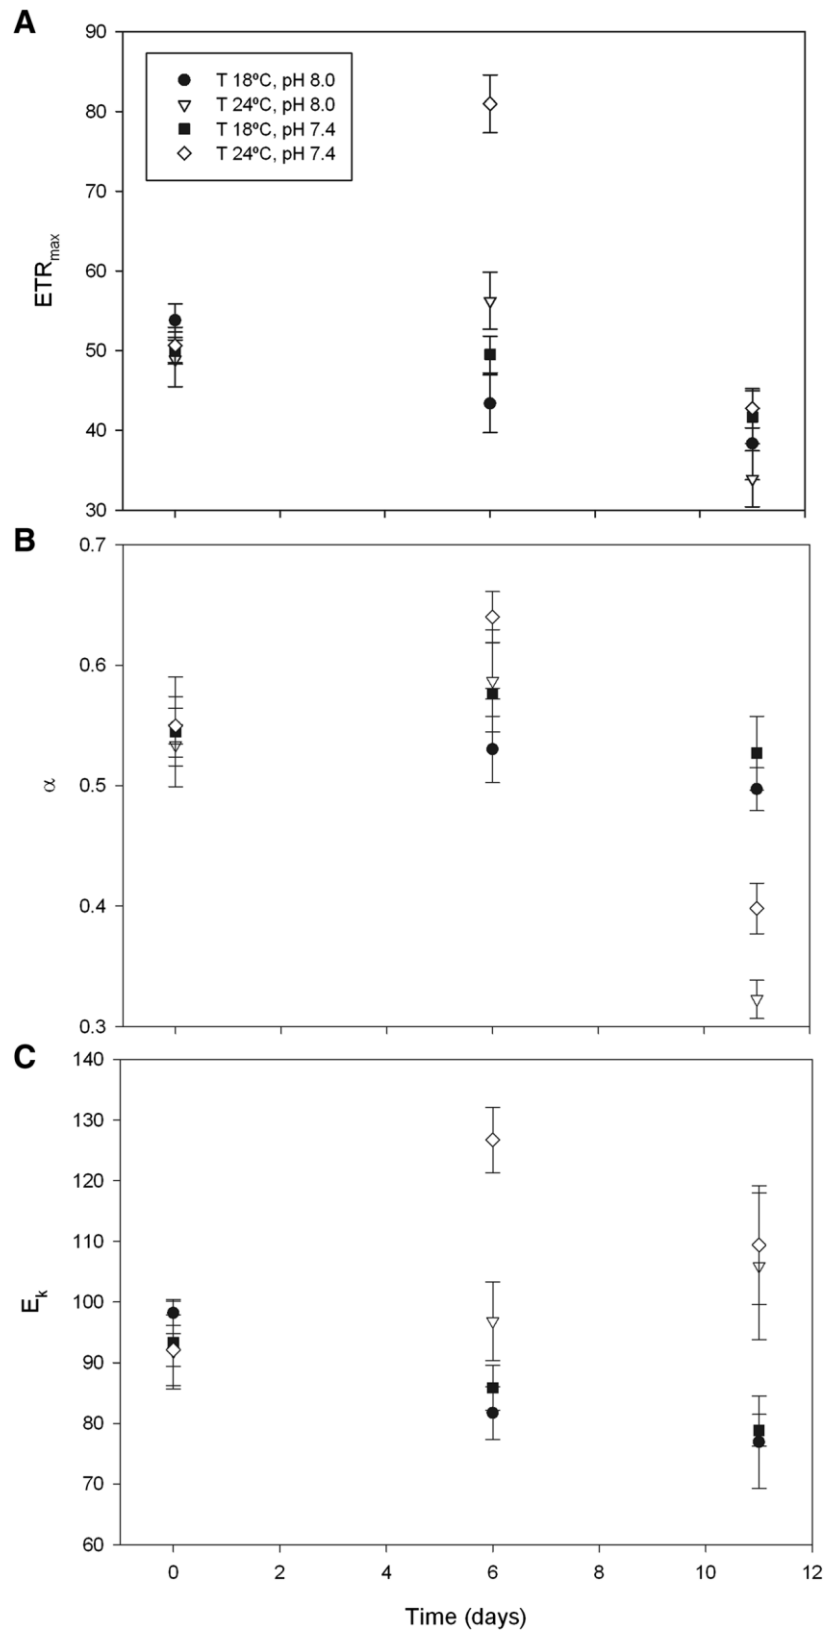 A
90
80
70
60
50
40
30
ETRmax
T 18ºC, pH 8.0
T 24ºC, pH 8.0
T 18ºC, pH 7.4
T 24ºC, pH 7.4
B
0.7
0.6
0.5
0.4
0.3
α
C
140
130
120
110
100
90
80
70
60
Ek
0 2 4 6 8 10 12
Time (days)